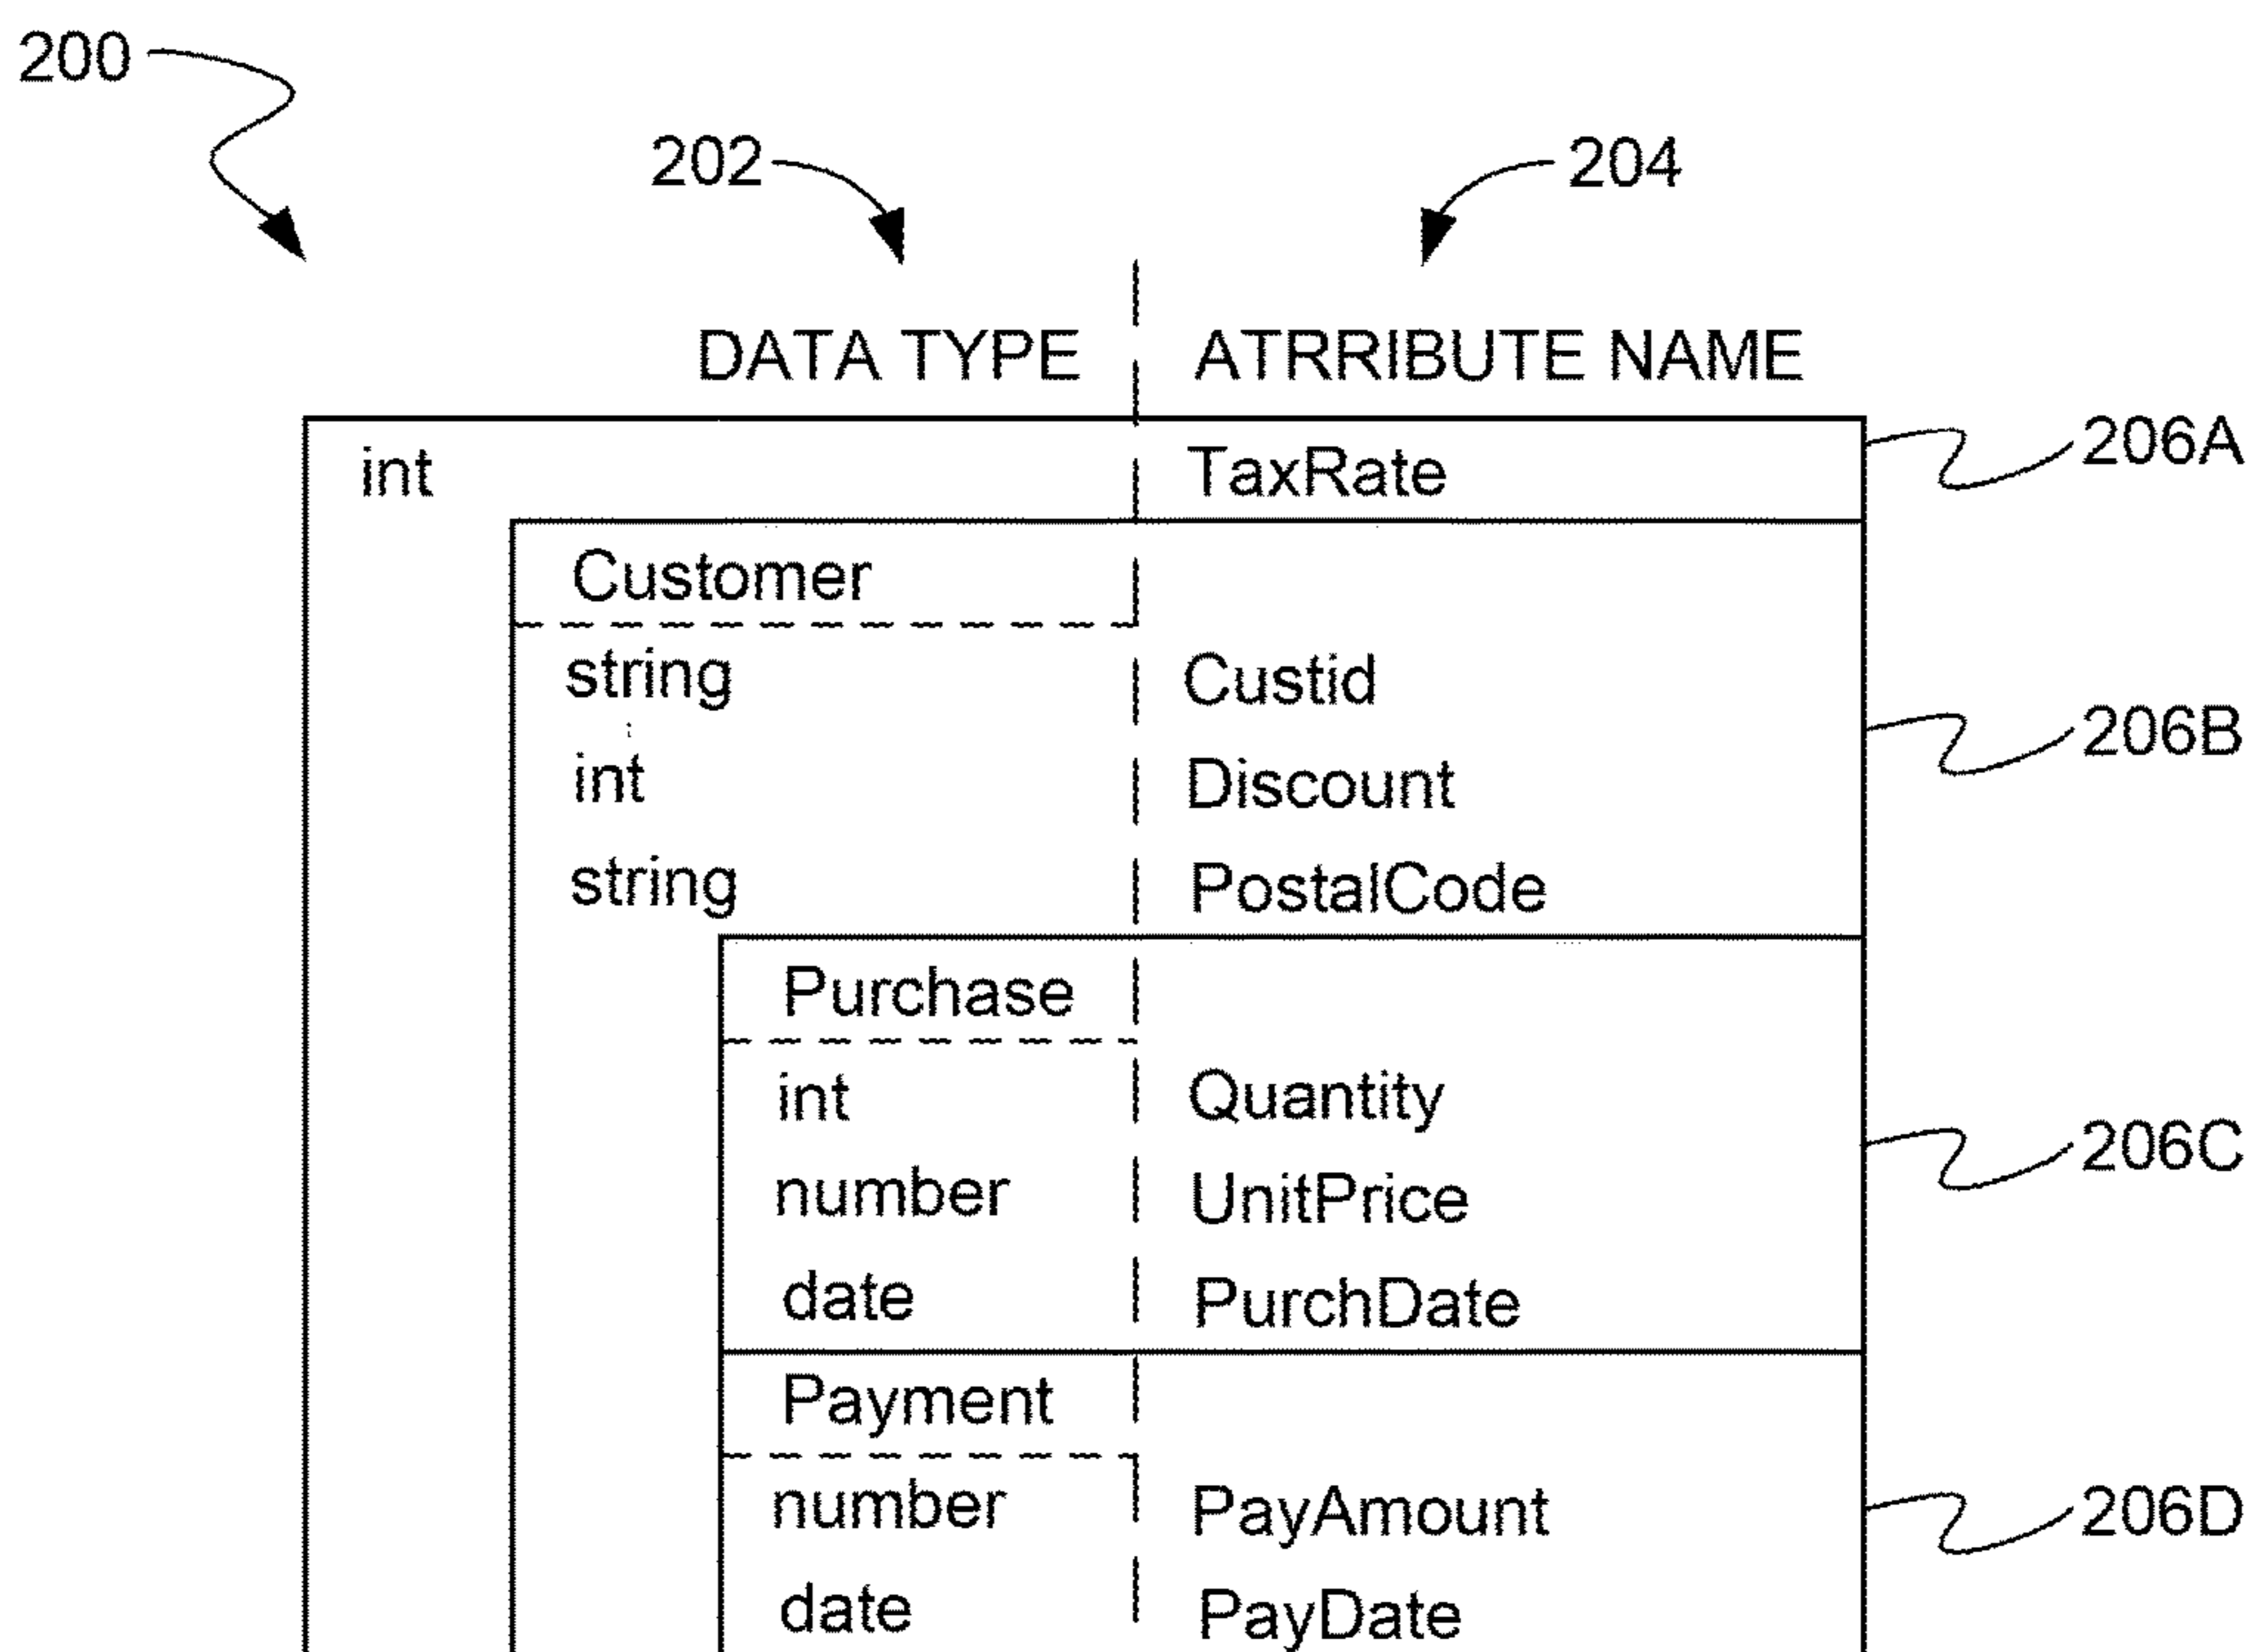 200
202 204
DATA TYPE ATRRIBUTE NAME
int TaxRate 206A
Customer
string Custid
206B
int Discount
string PostalCode
Purchase
int Quantity
206C
number UnitPrice
date PurchDate
Payment
number PayAmount 206D
date PayDate